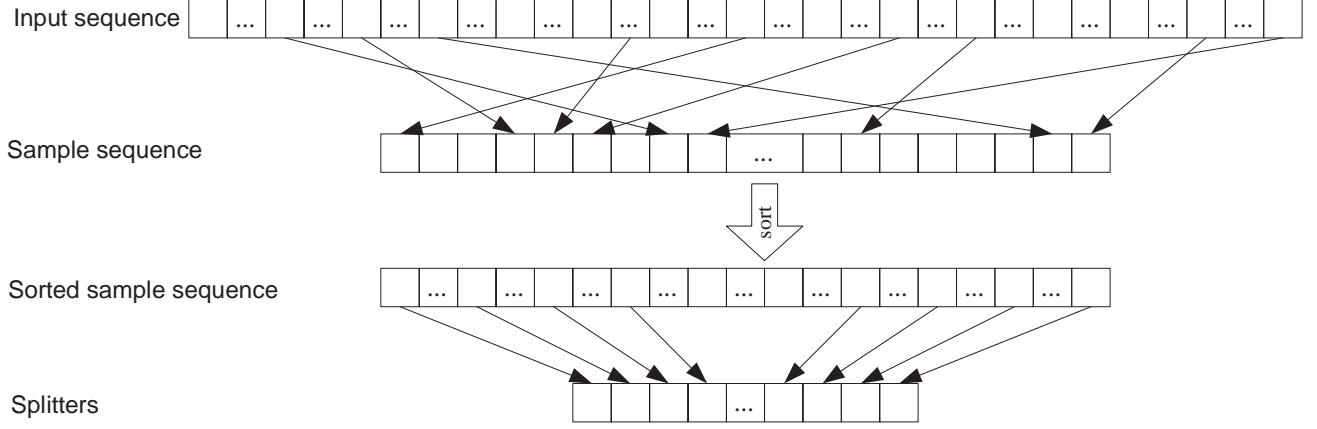 Input sequence ... ... ... ... ... ... ... ... ... ... ... ... ... ...
Sample sequence ...
sort
Sorted sample sequence ... ... ... ... ... ... ... ... ...
Splitters ...